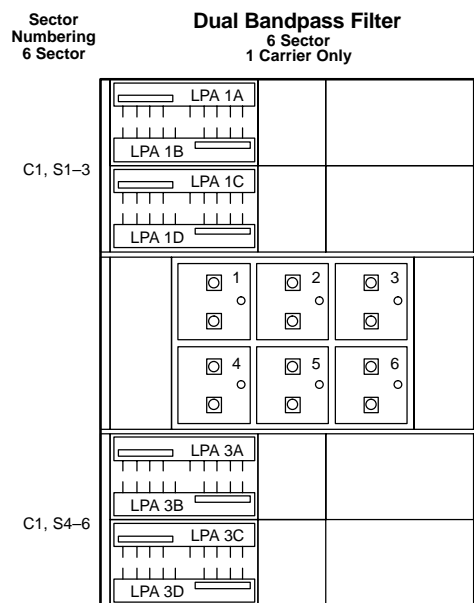 Sector
Numbering
6 Sector
Dual Bandpass Filter
6 Sector
1 Carrier Only
LPA 1A
LPA 1B
C1, S1–3
LPA 1C
LPA 1D
1 2 3
4 5 6
LPA 3A
LPA 3B
C1, S4–6
LPA 3C
LPA 3D